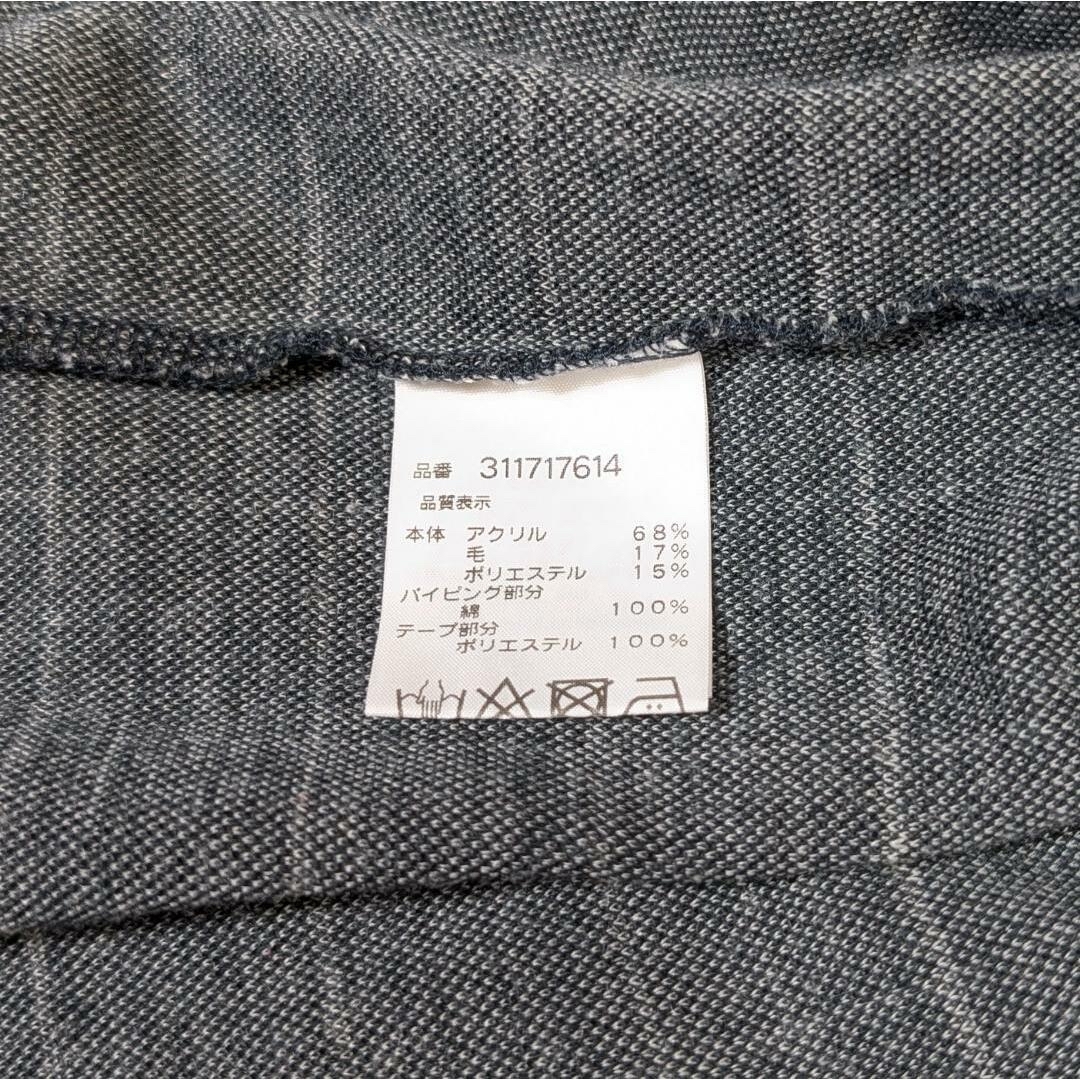 品番 311717614
品質表示
本体 アクリル 68%
毛 17%
ポリエステル 15%
パイピング部分
綿 100%
テープ部分
ポリエステル 100%